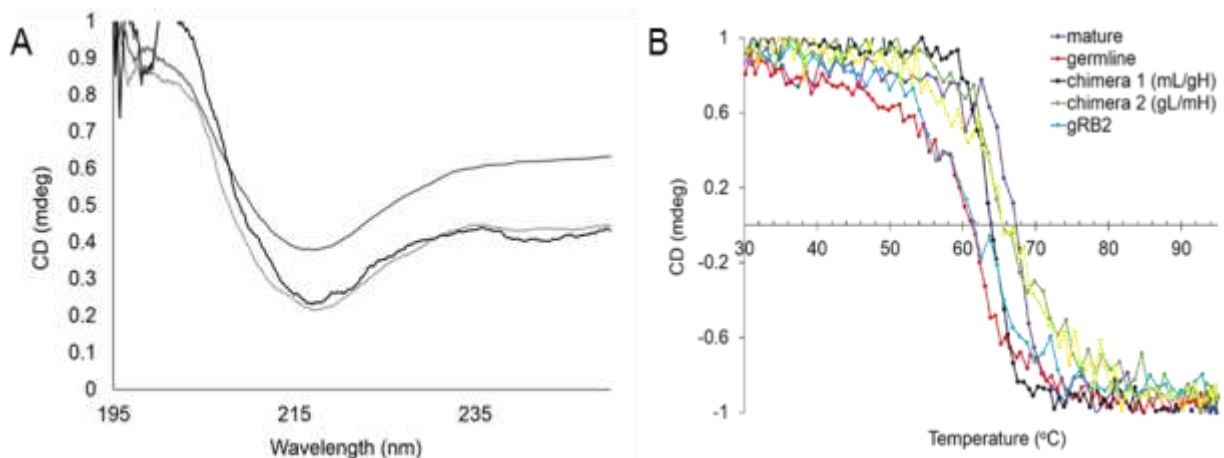 A
1
0.9
0.8
0.7
0.6
0.5
0.4
0.3
0.2
0.1
0
CD (mdeg)
195 215 235
Wavelength (nm)
B
1
0.6
0.2
-0.2
-0.6
-1
CD (mdeg)
30 40 50 60 70 80 90
Temperature (°C)
mature
germline
chimera 1 (mL/gH)
chimera 2 (gL/mH)
gRB2